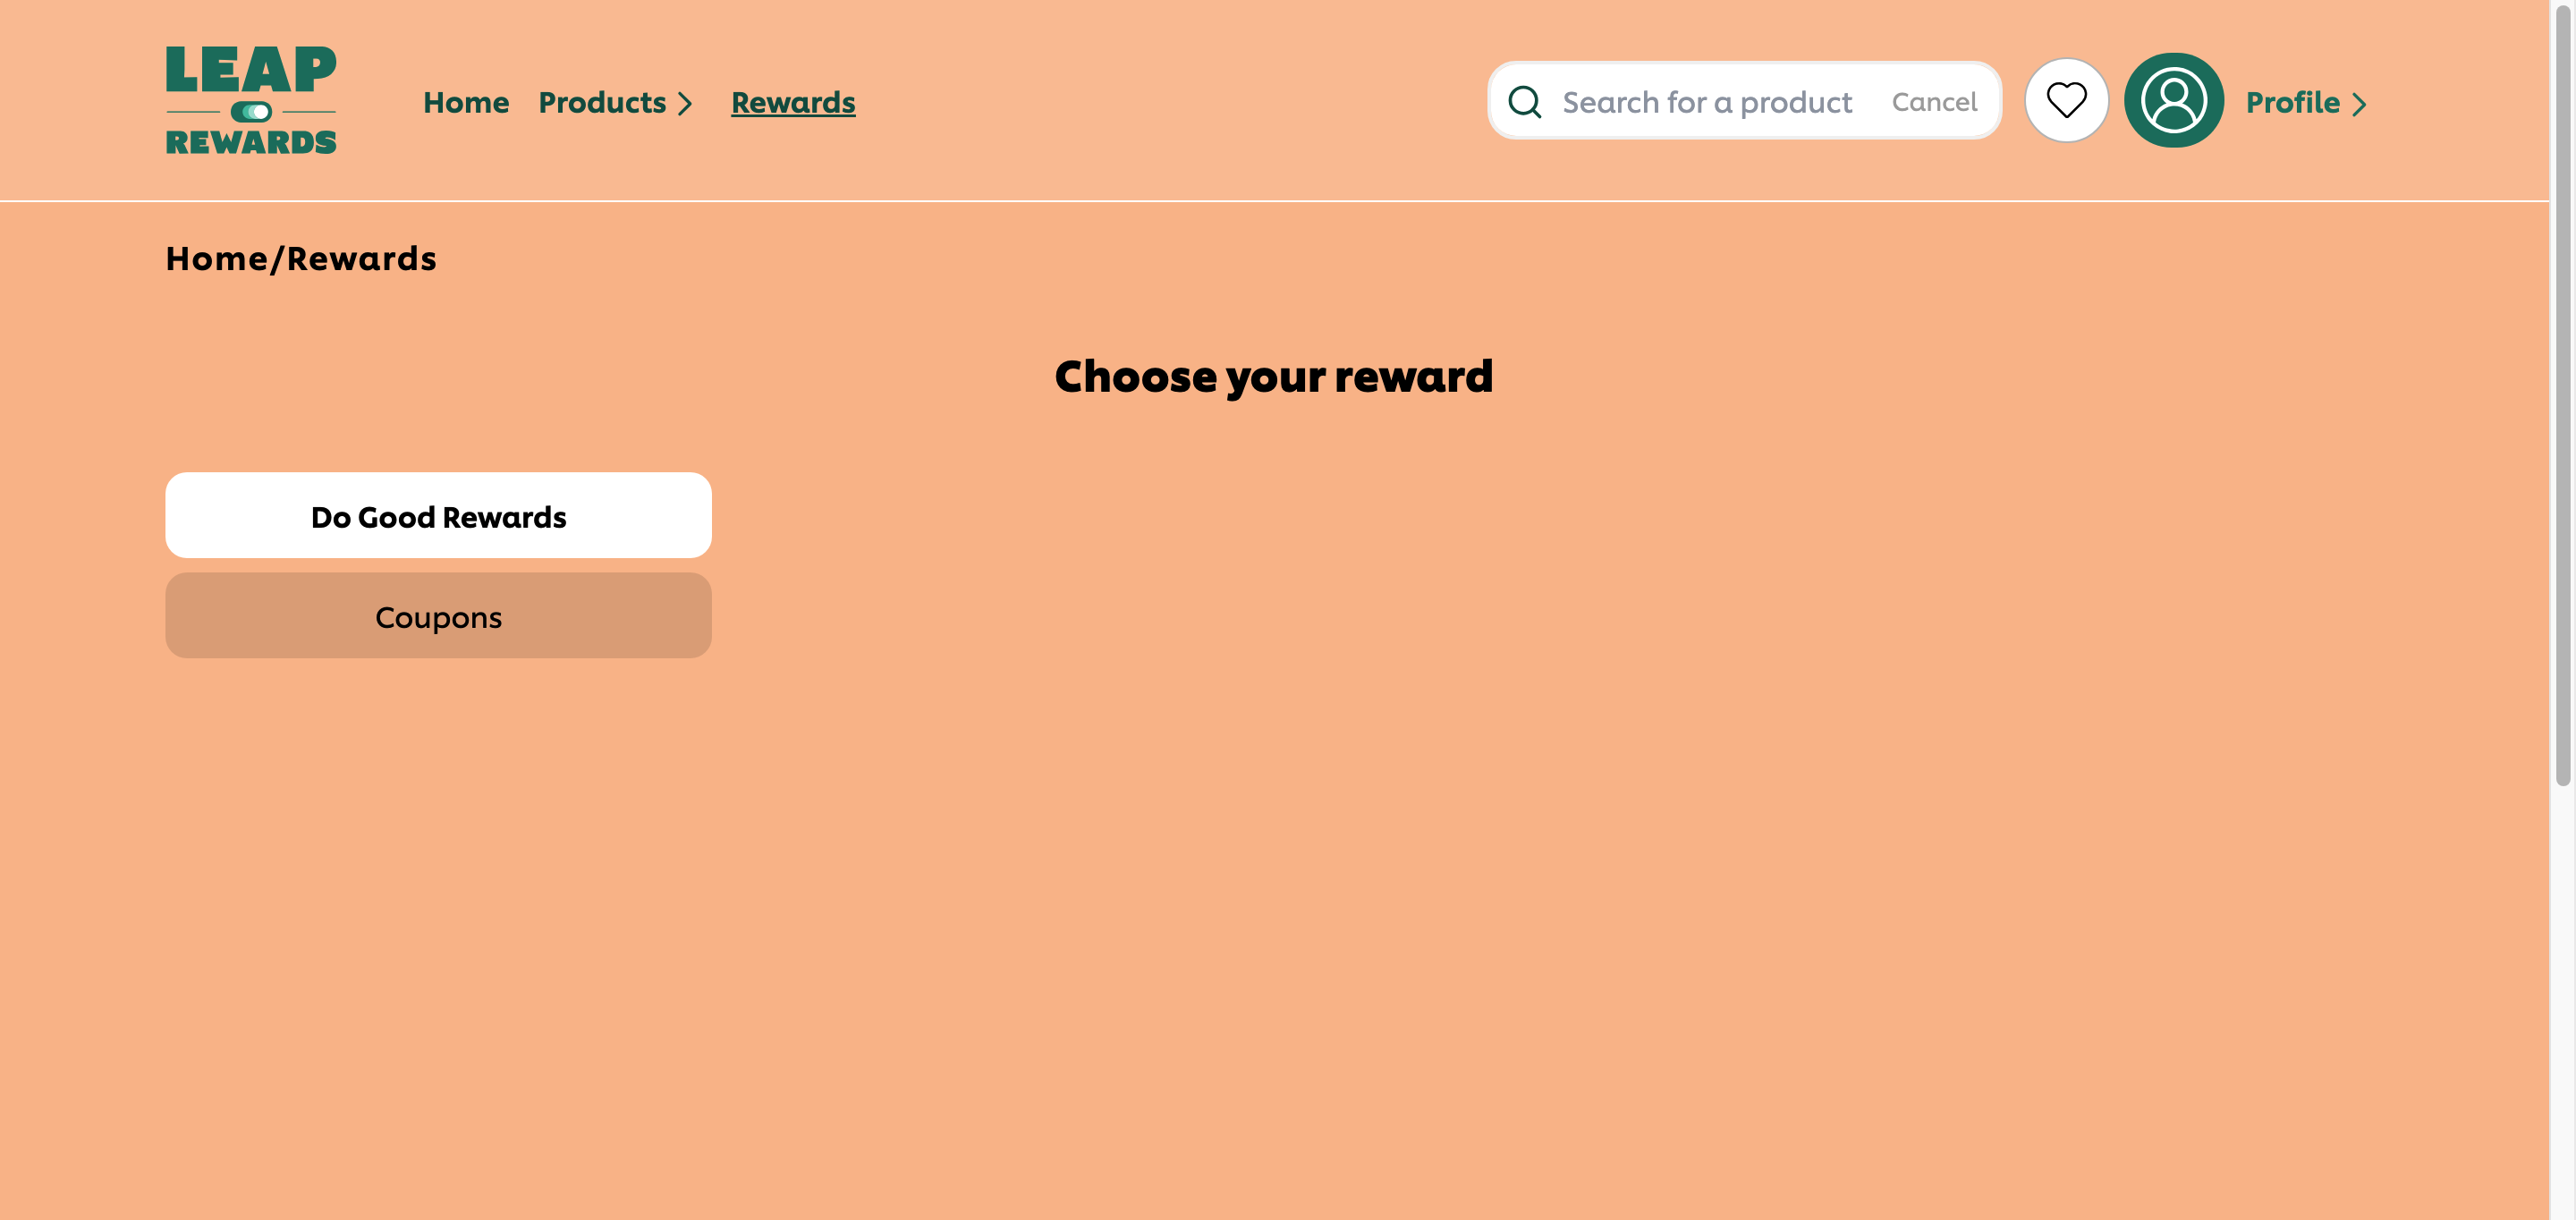 LEAP
REWARDS
Home Products Rewards
Search for a product Cancel
Profile
Home/Rewards
Choose your reward
Do Good Rewards
Coupons